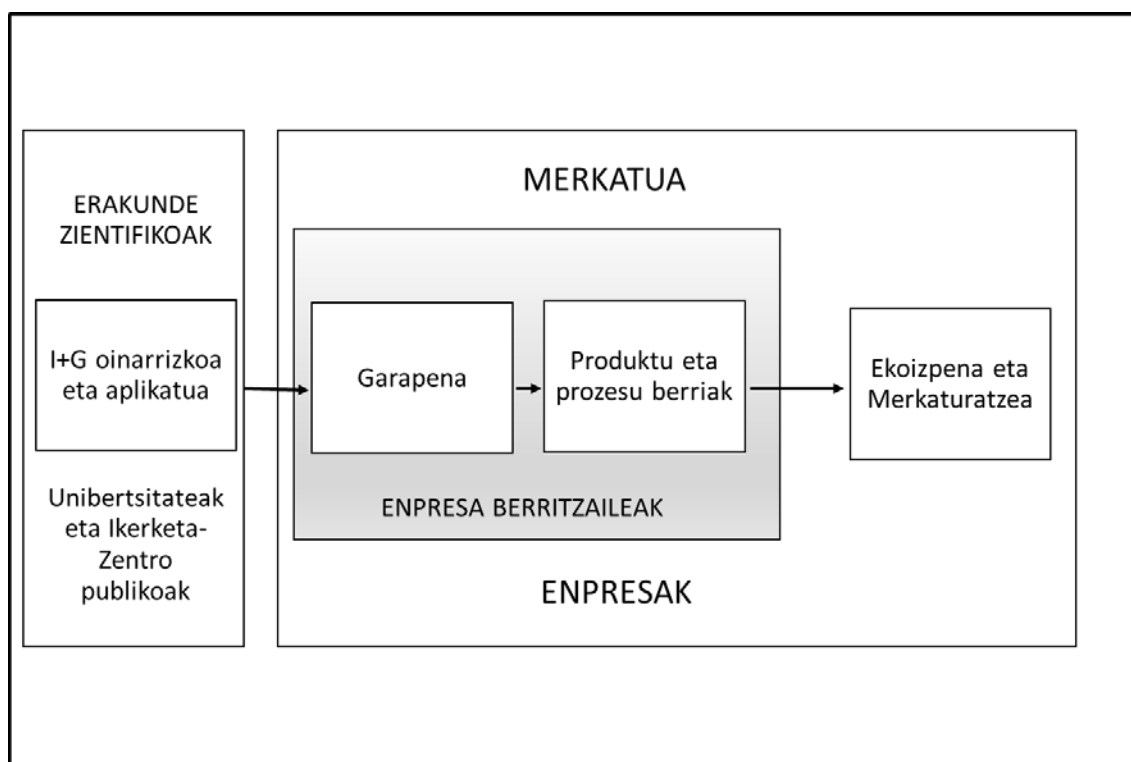 ERAKUNDE
ZIENTIFIKOAK
I+G oinarrizkoa
eta aplikatua
Unibertsitateak
eta Ikerketa-
Zentro
publikoak
MERKATUA
Garapena
Produktu eta
prozesu berriak
ENPRESA BERRITZAILEAK
Ekoizpena eta
Merkaturatzea
ENPRESAK